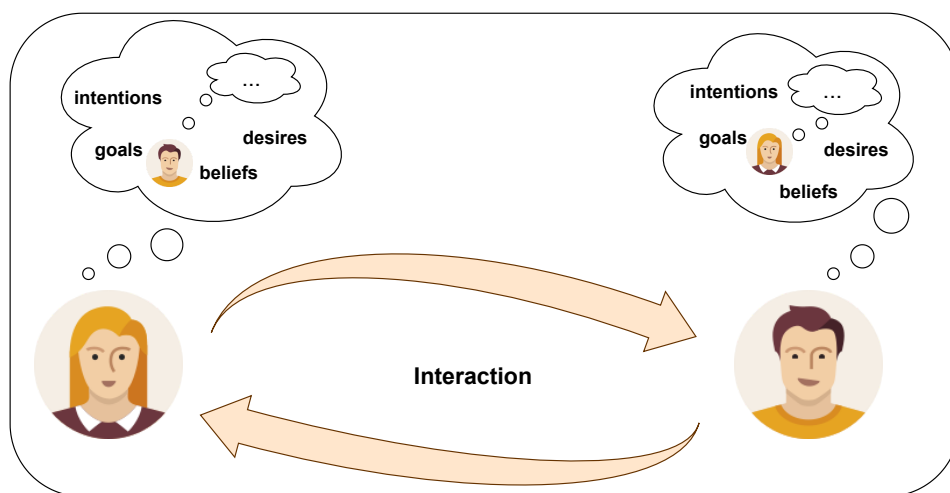 ...
intentions
goals
desires
beliefs
...
intentions
goals
desires
beliefs
Interaction